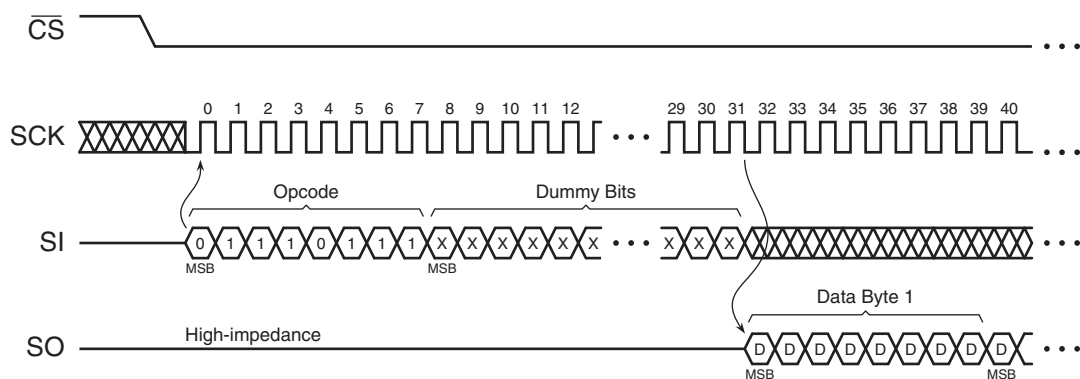 CS
SCK 0 1 2 3 4 5 6 7 8 9 10 11 12 29 30 31 32 33 34 35 36 37 38 39 40
Opcode Dummy Bits
SI 0 1 1 1 0 1 1 1 X X X X X X X X X
MSB MSB
Data Byte 1
High-impedance
SO D D D D D D D D D
MSB MSB